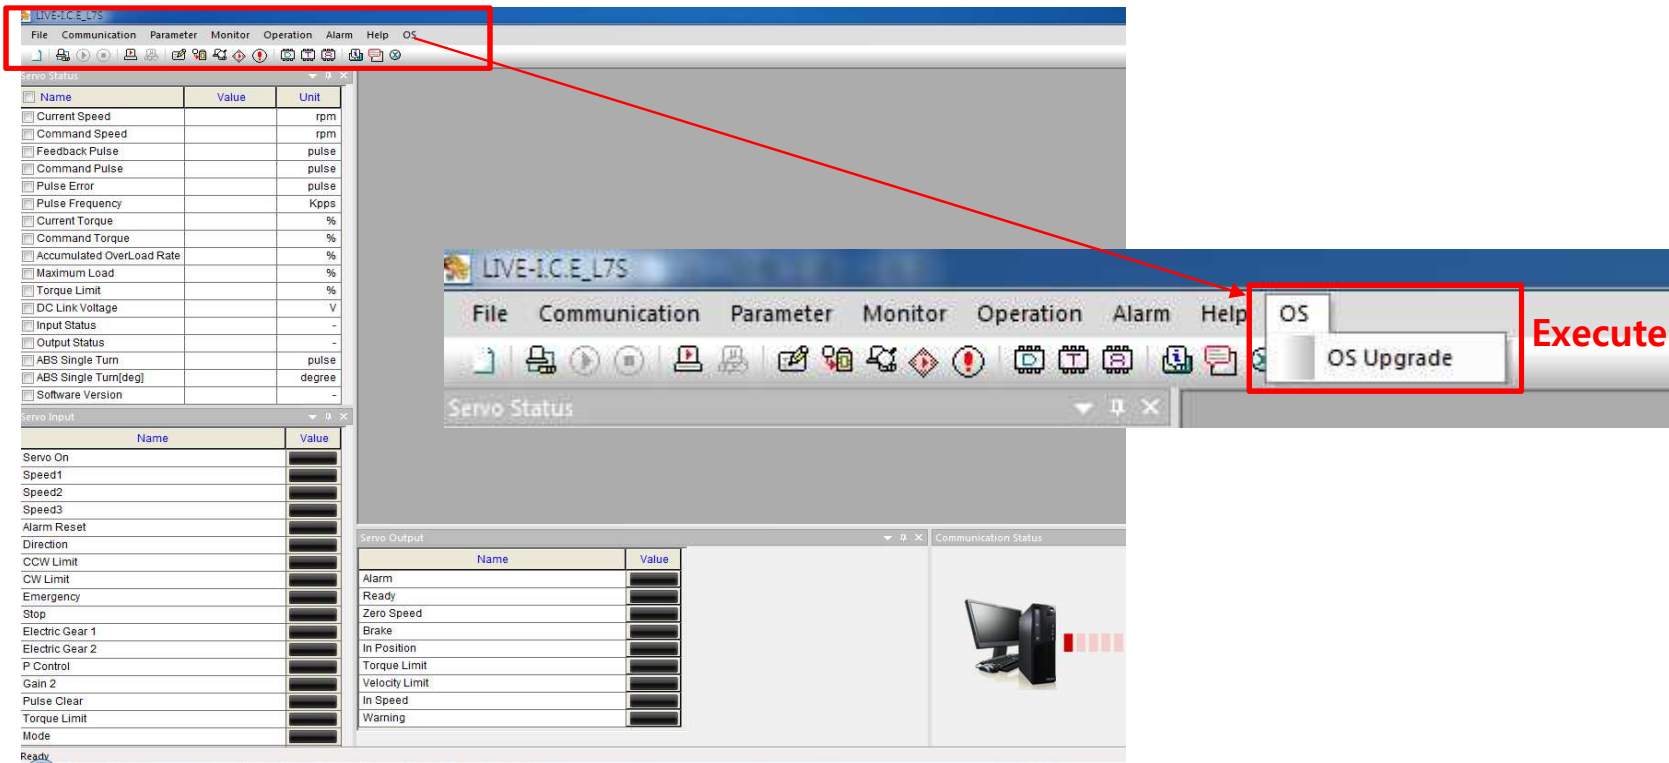 LIVE-I.C.E_L7S
File Communication Parameter Monitor Operation Alarm Help OS
Servo Status
Name Value Unit
Current Speed rpm
Command Speed rpm
Feedback Pulse pulse
Command Pulse pulse
Pulse Error pulse
Pulse Frequency Kpps
Current Torque %
Command Torque %
Accumulated OverLoad Rate %
Maximum Load %
Torque Limit %
DC Link Voltage V
Input Status -
Output Status -
ABS Single Turn pulse
ABS Single Turn[deg] degree
Software Version -
LIVE-I.C.E_L7S
File Communication Parameter Monitor Operation Alarm Help OS
OS Upgrade
Execute
Servo Status
Servo Input
Name Value
Servo On
Speed1
Speed2
Speed3
Alarm Reset
Direction
CCW Limit
CW Limit
Emergency
Stop
Electric Gear 1
Electric Gear 2
P Control
Gain 2
Pulse Clear
Torque Limit
Mode
Servo Output
Name Value
Alarm
Ready
Zero Speed
Brake
In Position
Torque Limit
Velocity Limit
In Speed
Warning
Communication Status
Ready